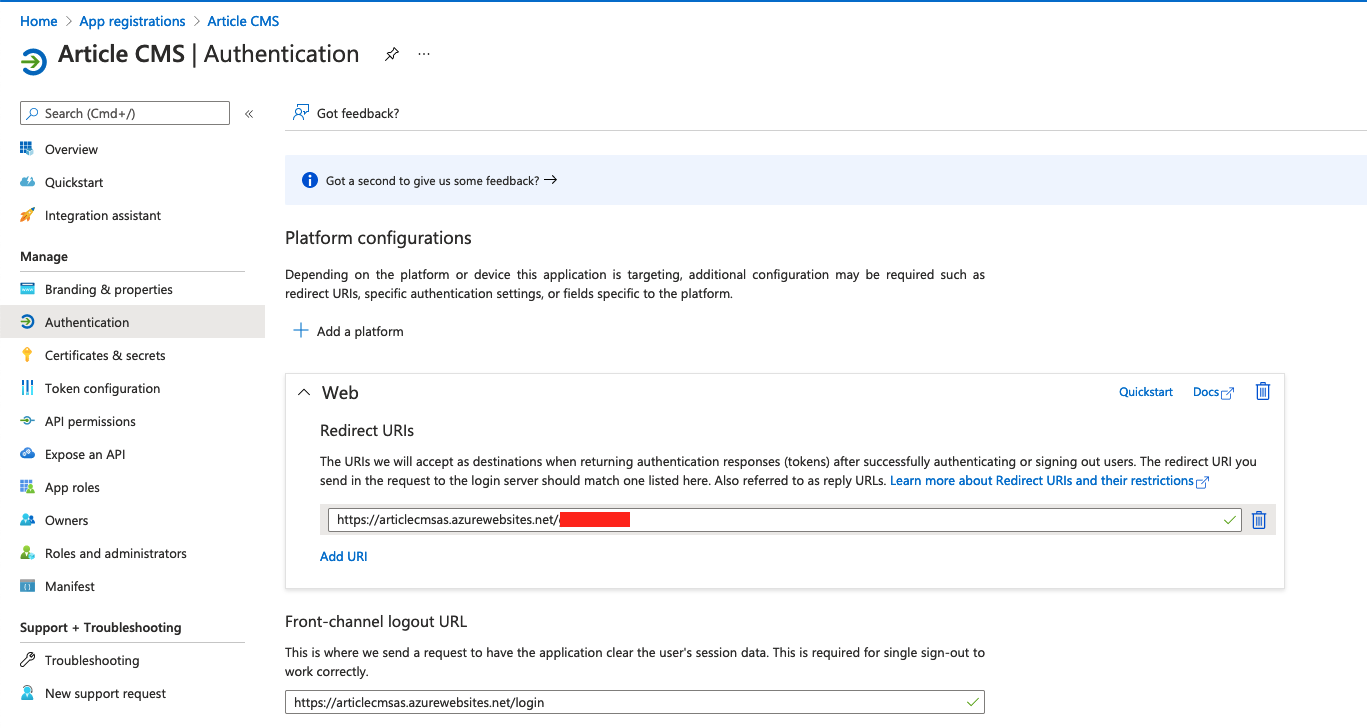 Home > App registrations > Article CMS
Article CMS | Authentication
Search (Cmd+/)
«
Overview
Quickstart
Integration assistant
Manage
Branding & properties
Authentication
Certificates & secrets
Token configuration
API permissions
Expose an API
App roles
Owners
Roles and administrators
Manifest
Support + Troubleshooting
Troubleshooting
New support request
Got feedback?
Got a second to give us some feedback? →
Platform configurations
Depending on the platform or device this application is targeting, additional configuration may be required such as
redirect URIs, specific authentication settings, or fields specific to the platform.
+ Add a platform
Web
Quickstart
Docs
Redirect URIs
The URIs we will accept as destinations when returning authentication responses (tokens) after successfully authenticating or signing out users. The redirect URI you
send in the request to the login server should match one listed here. Also referred to as reply URLs. Learn more about Redirect URIs and their restrictions
https://articlecmsas.azurewebsites.net/
Add URI
Front-channel logout URL
This is where we send a request to have the application clear the user's session data. This is required for single sign-out to
work correctly.
https://articlecmsas.azurewebsites.net/login